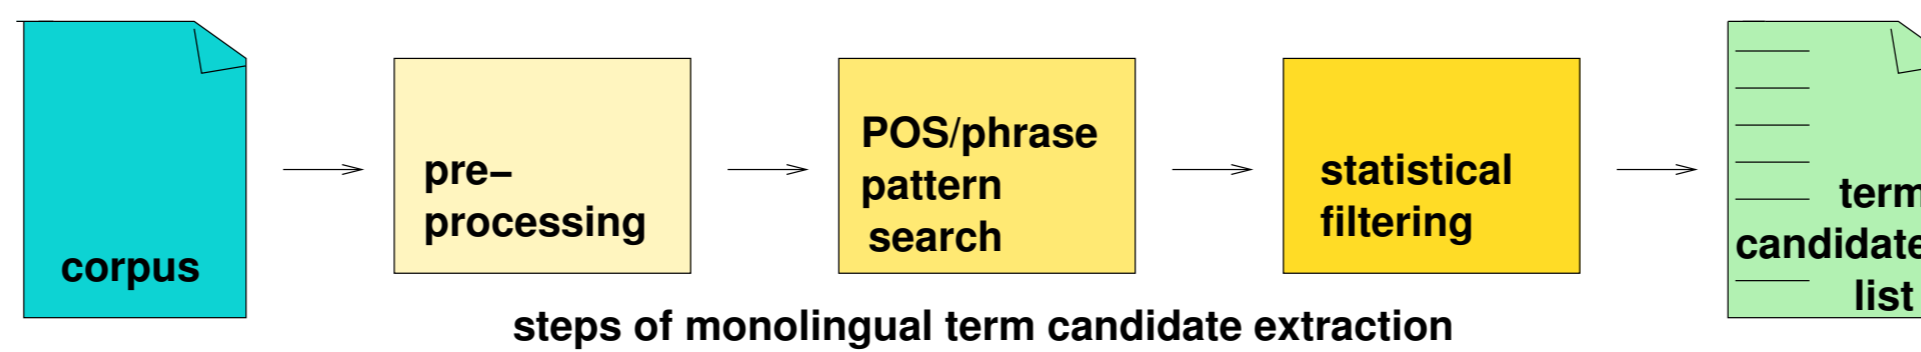 corpus
pre–
processing
POS/phrase
pattern
search
statistical
filtering
term
candidate
list
steps of monolingual term candidate extraction